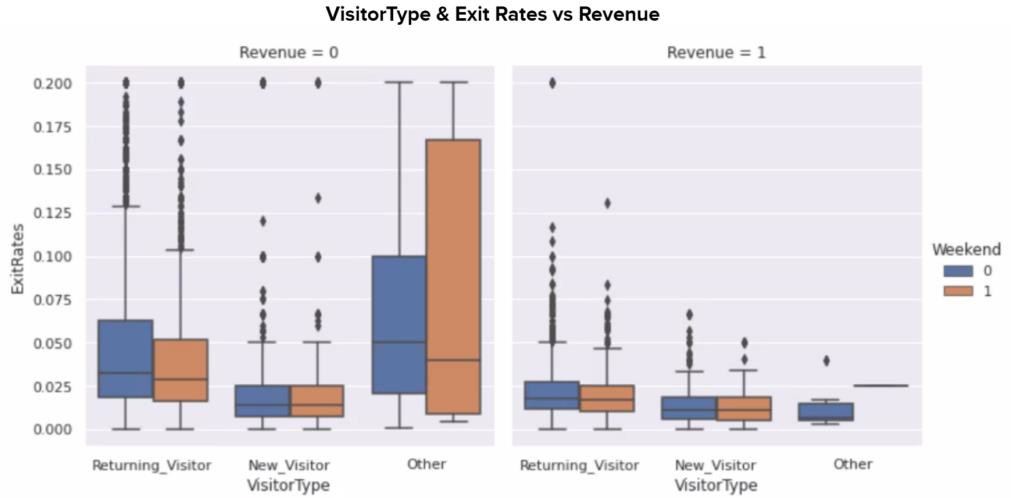 VisitorType & Exit Rates vs Revenue
Revenue = 0
Revenue = 1
0.200
0.175
0.150
0.125
0.100
0.075
0.050
0.025
0.000
ExitRates
Returning_Visitor New_Visitor Other
VisitorType
Returning_Visitor New_Visitor Other
VisitorType
Weekend
0
1